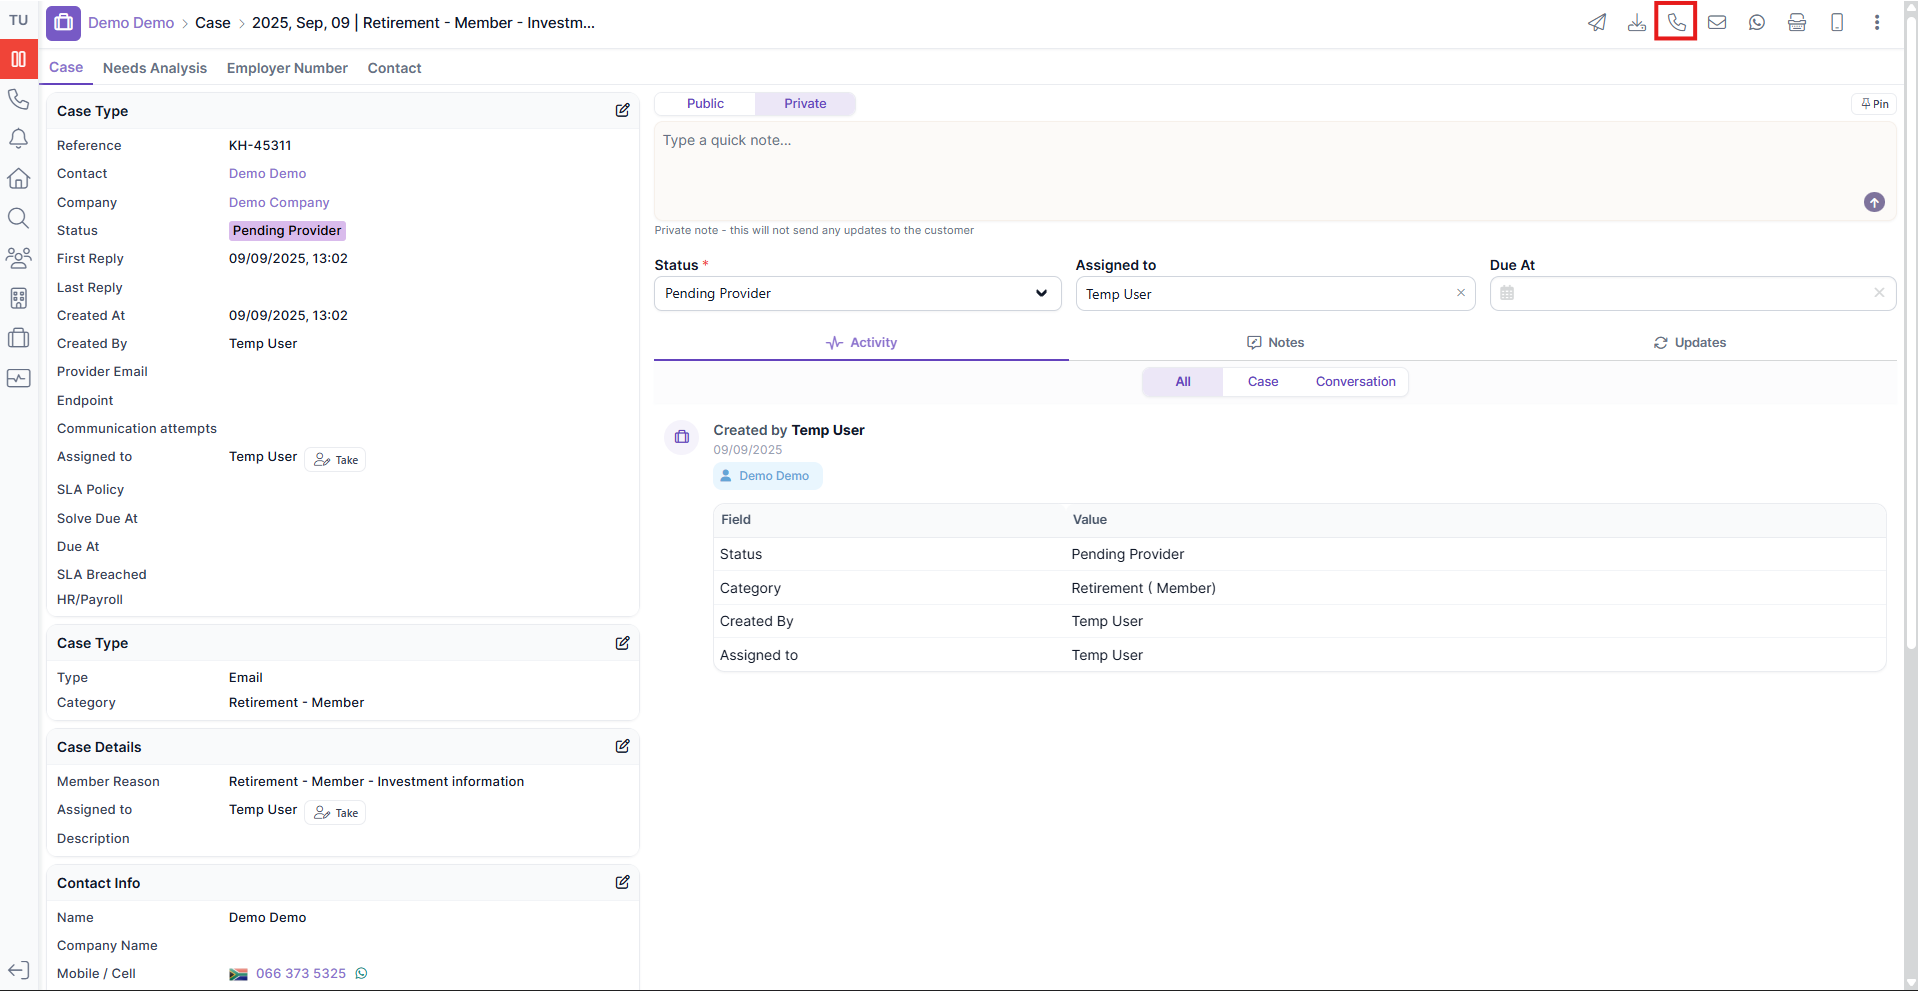 TU
Demo Demo > Case > 2025, Sep, 09 | Retirement - Member - Investm...
Case Needs Analysis Employer Number Contact
Case Type
Reference KH-45311
Contact Demo Demo
Company Demo Company
Status Pending Provider
First Reply 09/09/2025, 13:02
Last Reply
Created At 09/09/2025, 13:02
Created By Temp User
Provider Email
Endpoint
Communication attempts
Assigned to Temp User Take
SLA Policy
Solve Due At
Due At
SLA Breached
HR/Payroll
Case Type
Type Email
Category Retirement - Member
Case Details
Member Reason Retirement - Member - Investment information
Assigned to Temp User Take
Description
Contact Info
Name Demo Demo
Company Name
Mobile / Cell 066 373 5325
Public Private
Pin
Type a quick note...
Private note - this will not send any updates to the customer
Status * Assigned to Due At
Pending Provider Temp User
Activity Notes Updates
All Case Conversation
Created by Temp User
09/09/2025
Demo Demo
Field Value
Status Pending Provider
Category Retirement ( Member)
Created By Temp User
Assigned to Temp User